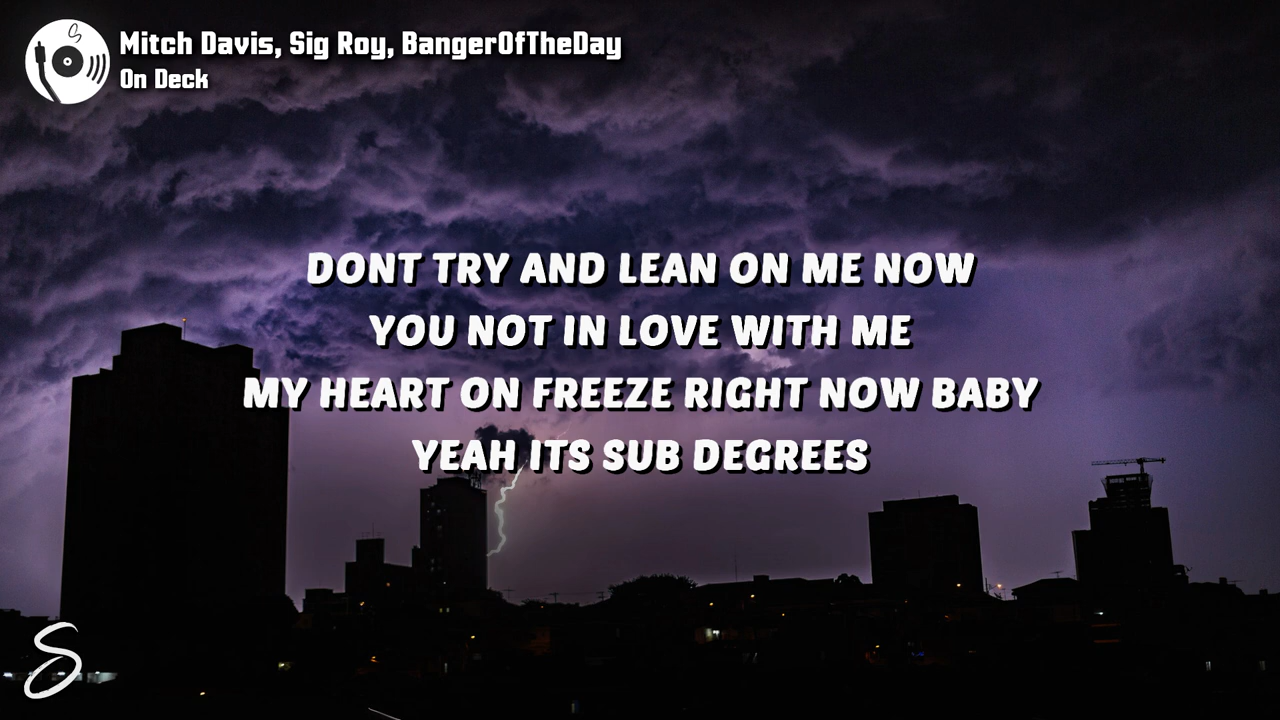 Mitch Davis, Sig Roy, BangerOfTheDay
On Deck
DONT TRY AND LEAN ON ME NOW
YOU NOT IN LOVE WITH ME
MY HEART ON FREEZE RIGHT NOW BABY
YEAH ITS SUB DEGREES
S